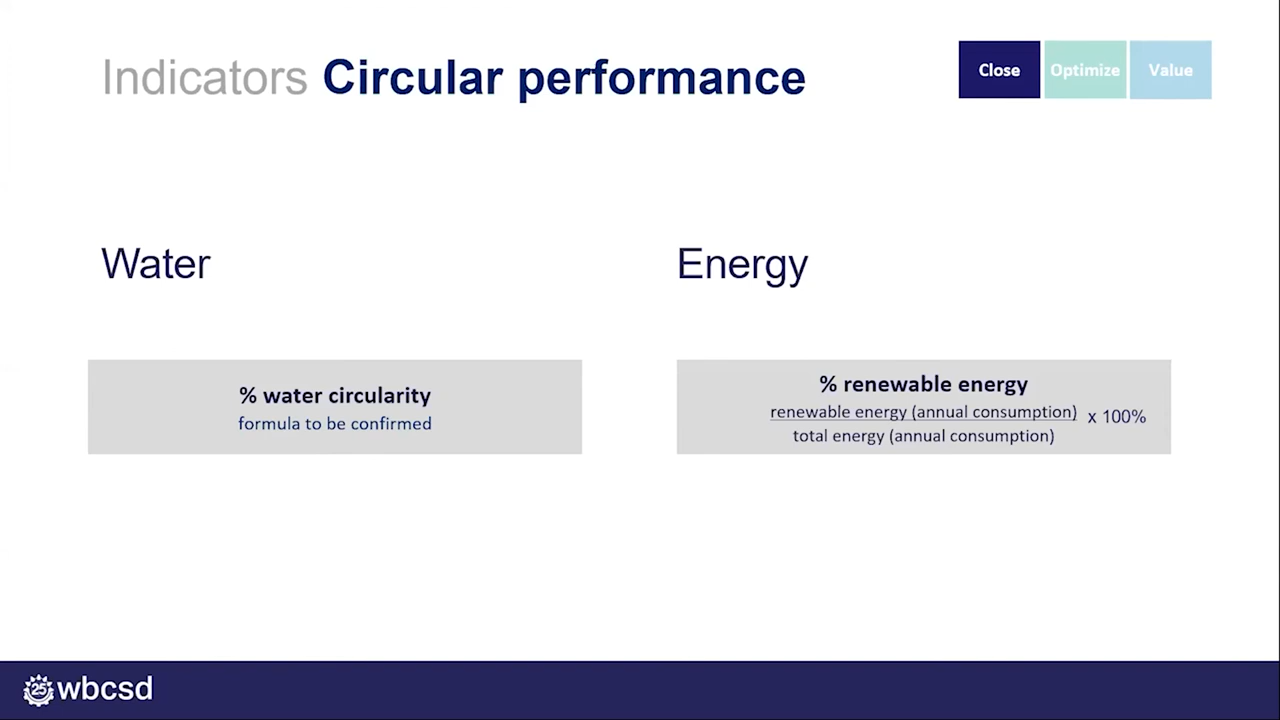 Indicators Circular performance
Close
Optimize
Value
Water
Energy
% water circularity
formula to be confirmed
% renewable energy
renewable energy (annual consumption)
x 100%
total energy (annual consumption)
25
wbcsd